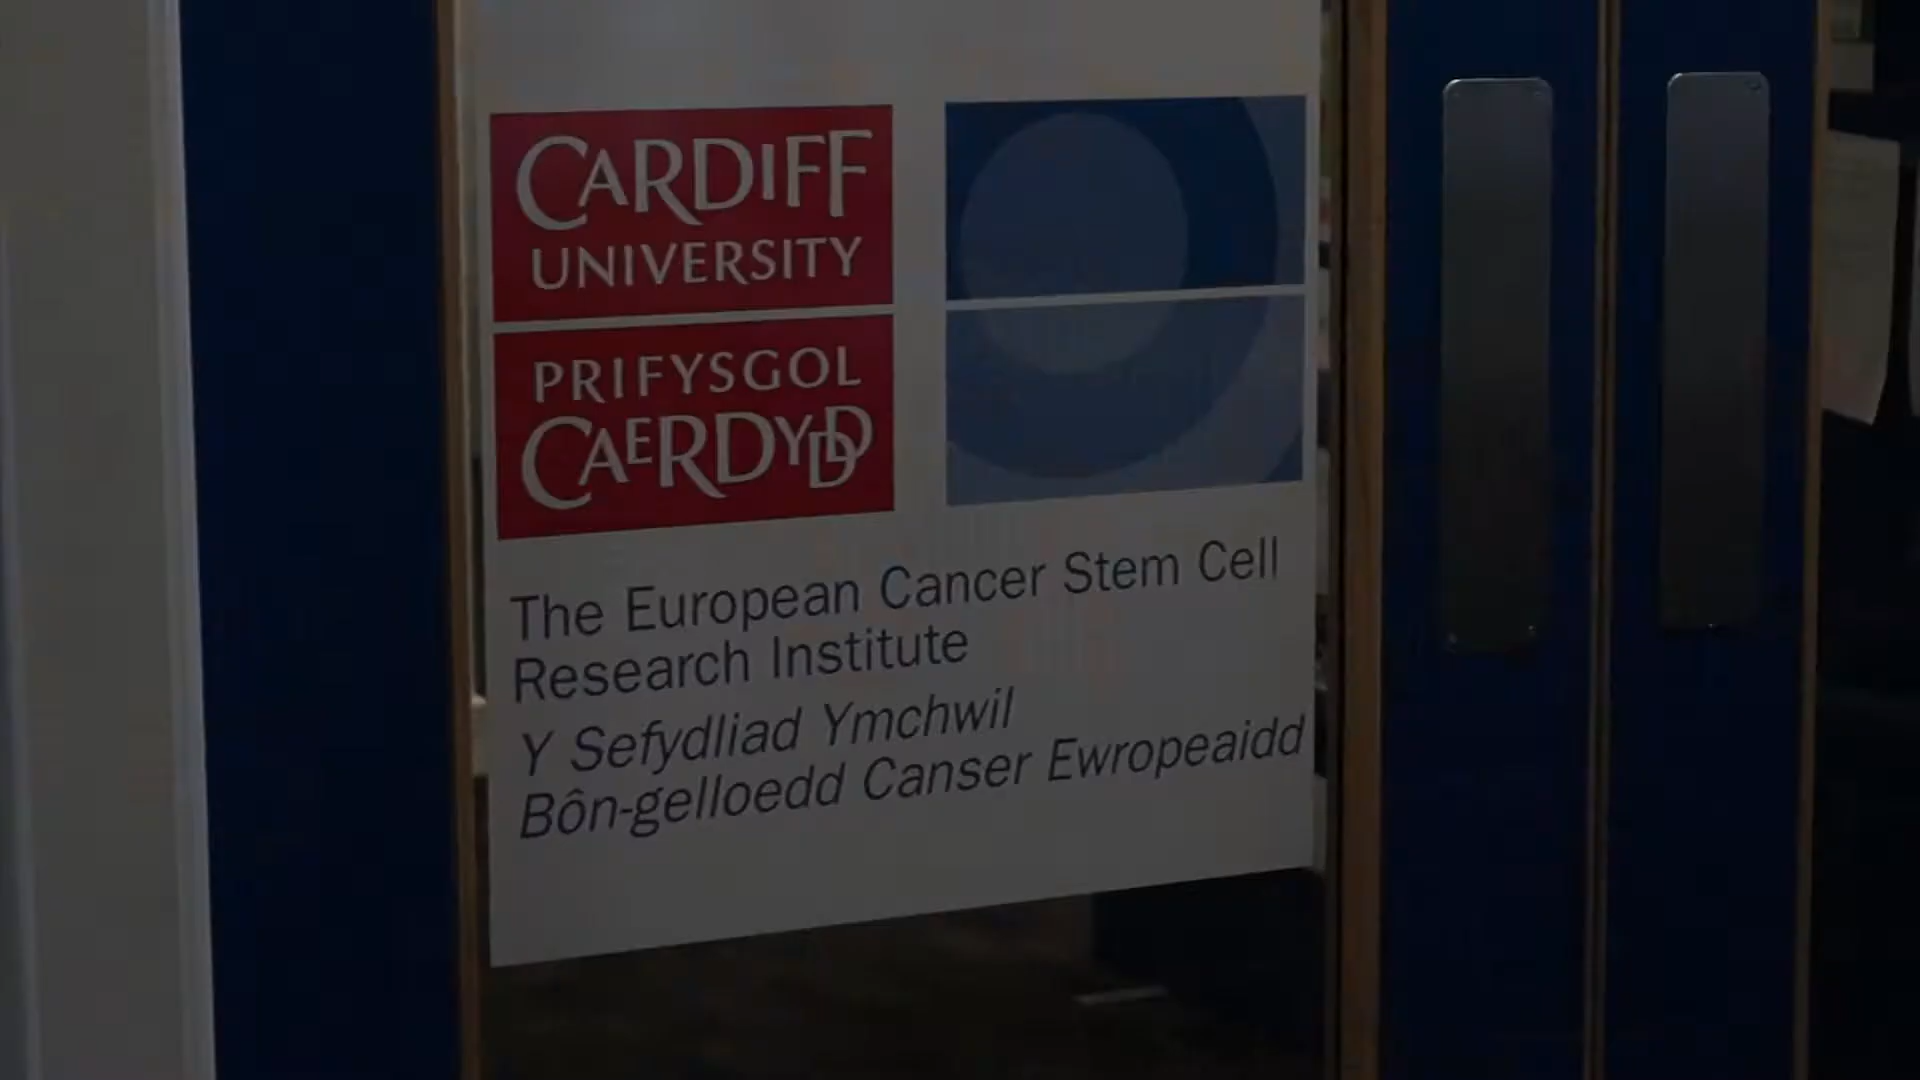 CARDIFF
UNIVERSITY
PRIFYSGOL
CAERDYDD
The European Cancer Stem Cell
Research Institute
Y Sefydliad Ymchwil
Bôn-gelloedd Canser Ewropeaidd